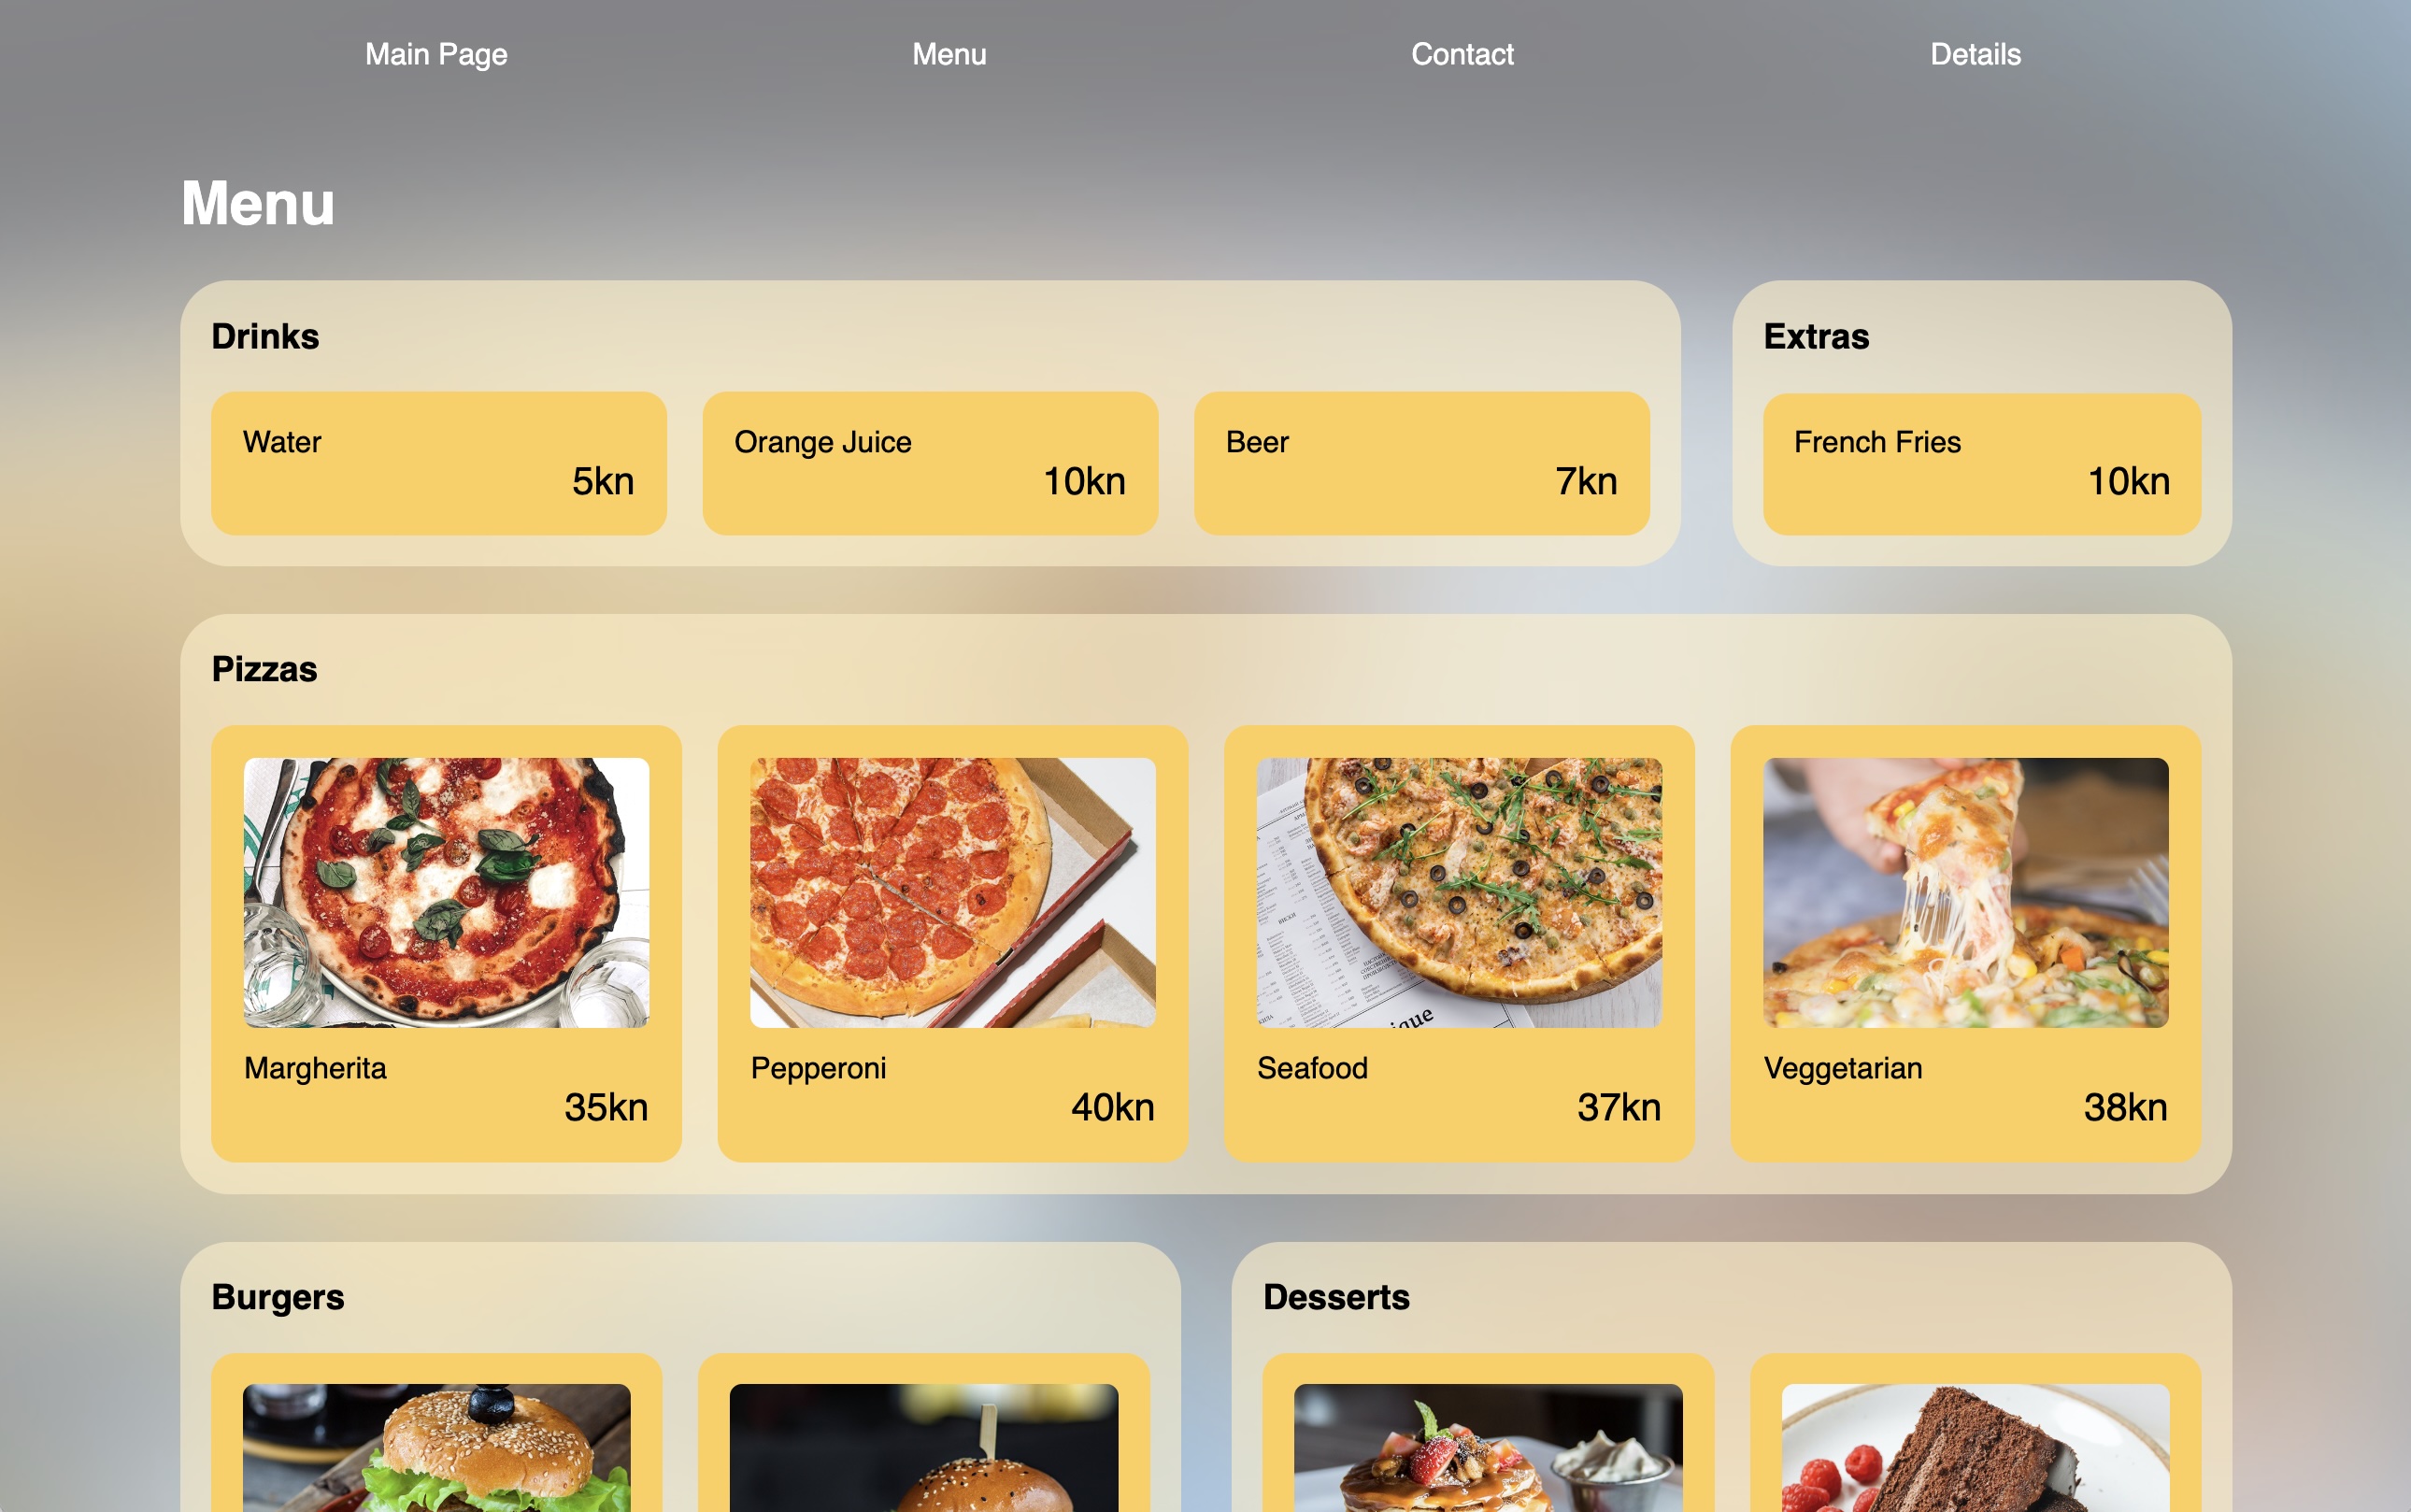 Main Page
Menu
Contact
Details
Menu
Drinks
Water
5kn
Orange Juice
10kn
Beer
7kn
Extras
French Fries
10kn
Pizzas
Margherita
35kn
Pepperoni
40kn
Seafood
37kn
Veggetarian
38kn
Burgers
Desserts